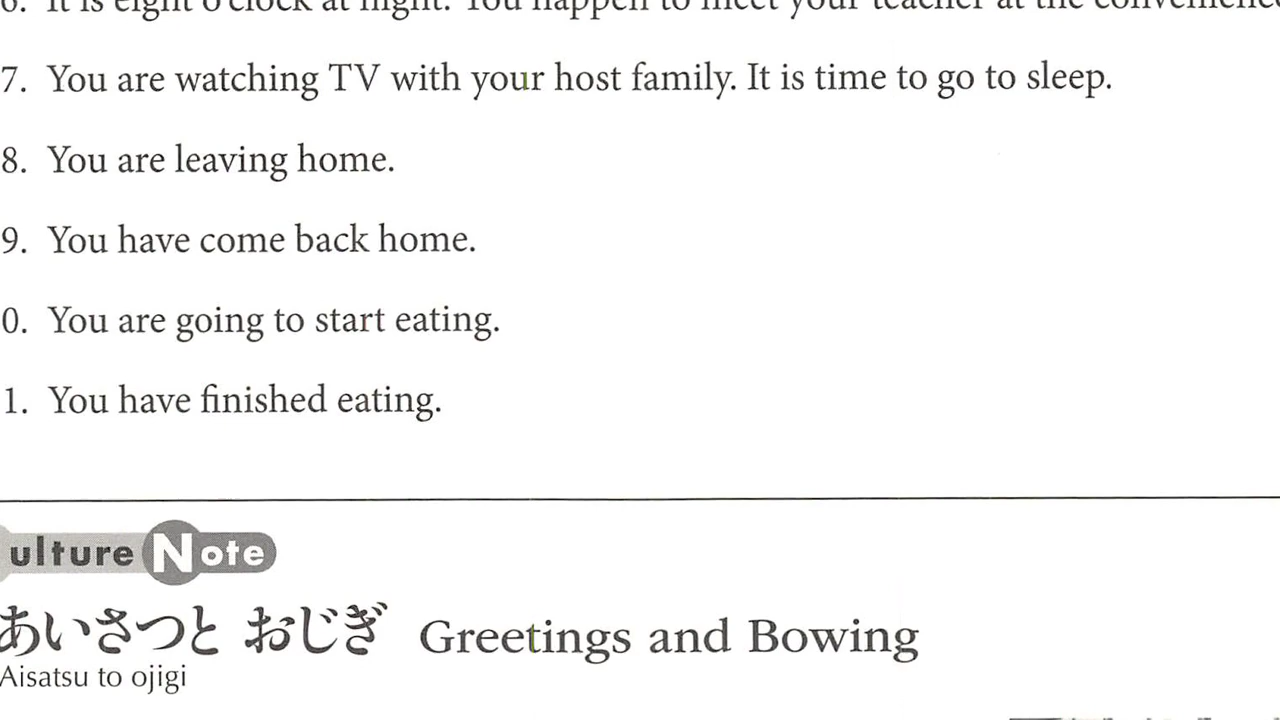 6. It is eight o'clock at night. You happen to meet your teacher at the convenience
7. You are watching TV with your host family. It is time to go to sleep.
8. You are leaving home.
9. You have come back home.
0. You are going to start eating.
1. You have finished eating.
ulture Note
あいさつと おじぎ Greetings and Bowing
Aisatsu to ojigi